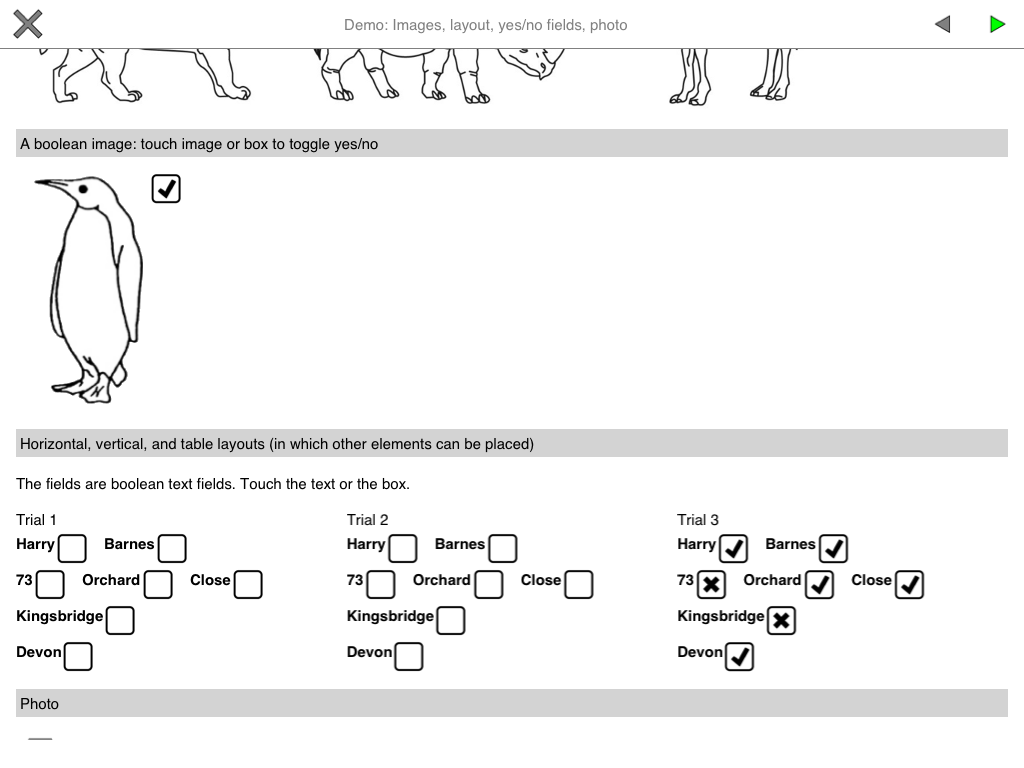 Demo: Images, layout, yes/no fields, photo
A boolean image: touch image or box to toggle yes/no
Horizontal, vertical, and table layouts (in which other elements can be placed)
The fields are boolean text fields. Touch the text or the box.
Trial 1 Trial 2 Trial 3
Harry Barnes Harry Barnes Harry Barnes
73 Orchard Close 73 Orchard Close 73 Orchard Close
Kingsbridge Kingsbridge Kingsbridge
Devon Devon Devon
Photo